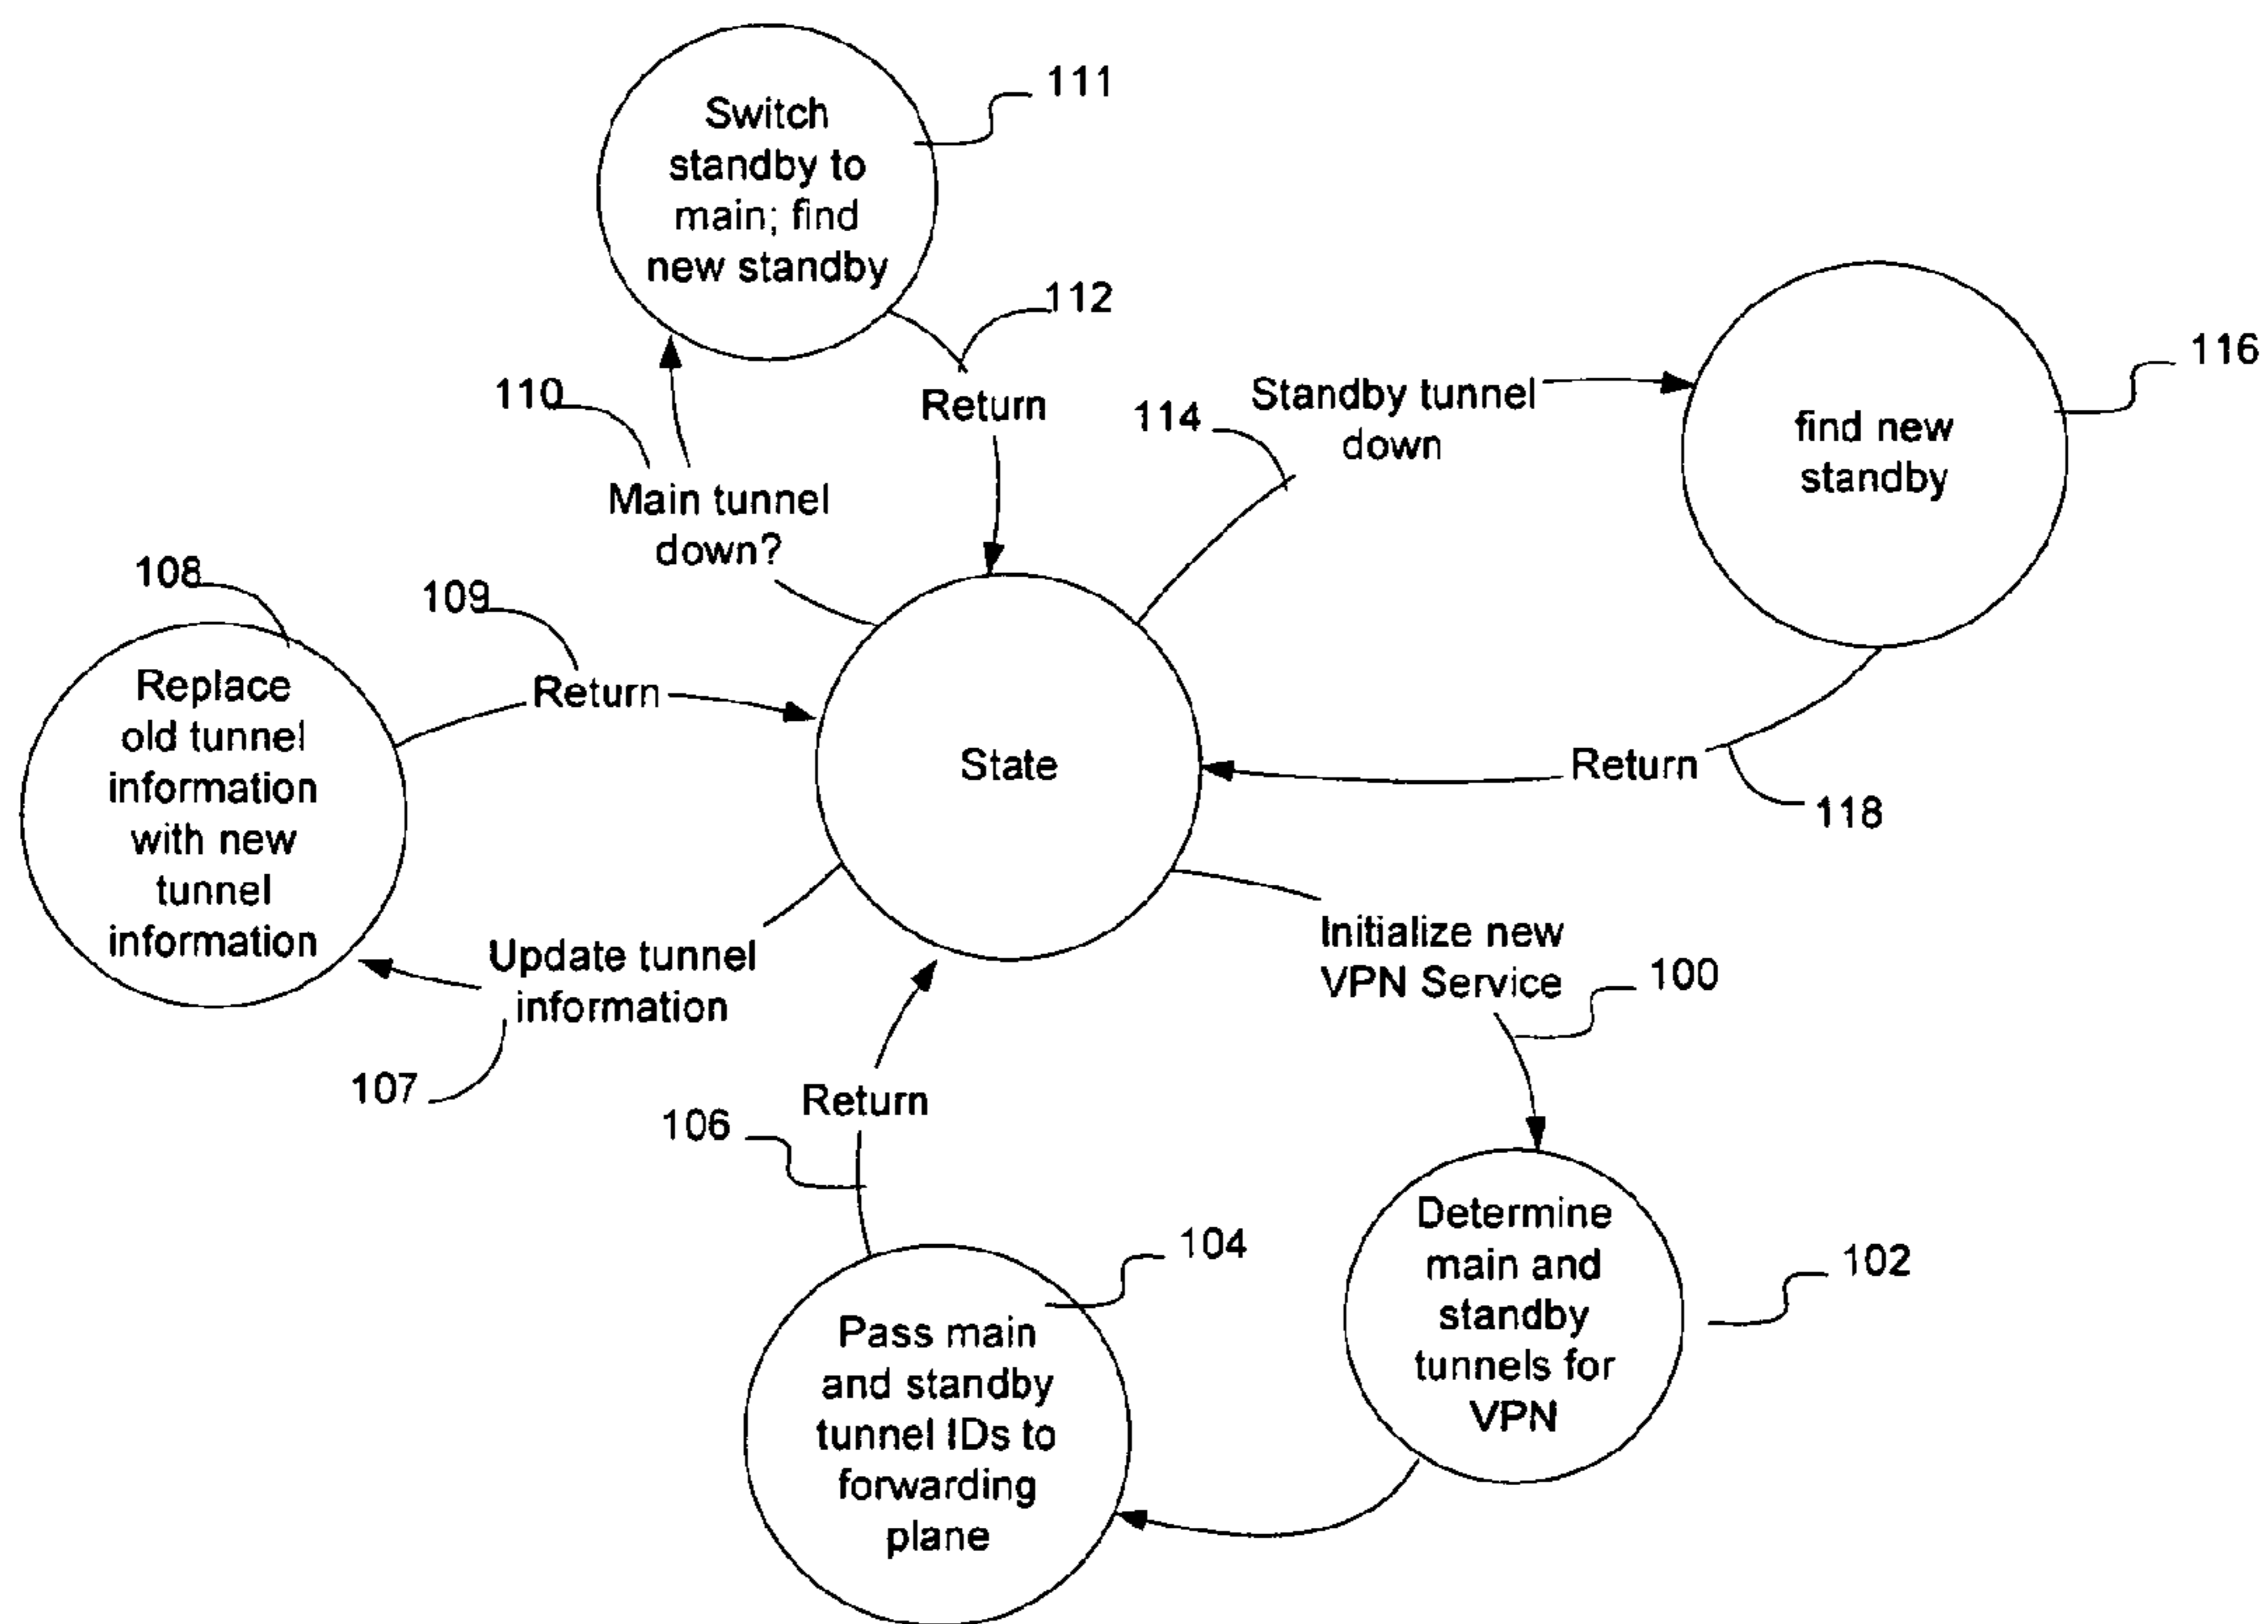 111
Switch
standby to
main; find
new standby
112
110
Return
Main tunnel
down?
114
Standby tunnel
down
116
find new
standby
108
109
Return
Replace
old tunnel
information
with new
tunnel
information
State
Return
118
Update tunnel
information
107
Initialize new
VPN Service
100
Return
106
104
Pass main
and standby
tunnel IDs to
forwarding
plane
Determine
main and
standby
tunnels for
VPN
102